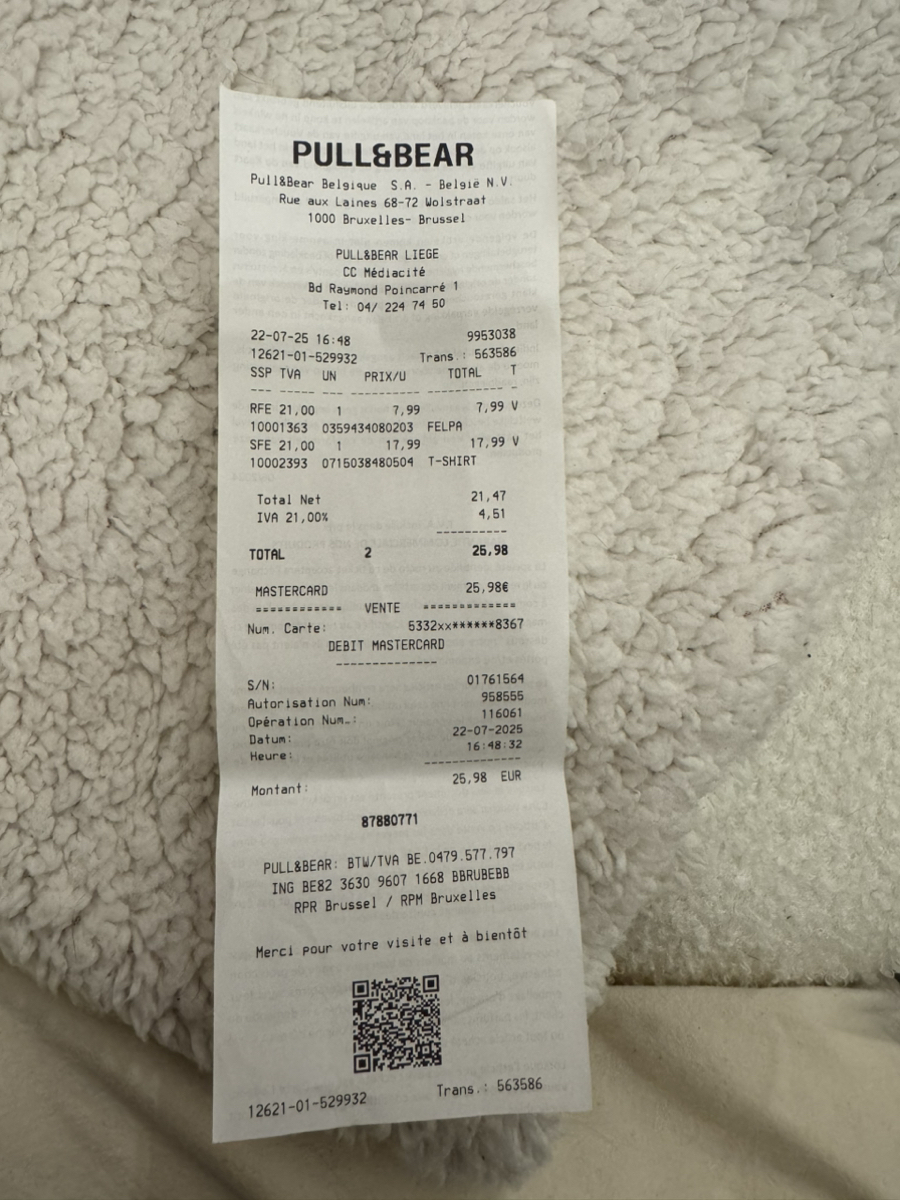 PULL&BEAR
Pull&Bear Belgique S.A. - België N.V.
Rue aux Laines 68-72 Wolstraat
1000 Bruxelles- Brussel
PULL&BEAR LIEGE
CC Médiacité
Bd Raymond Poincarré 1
Tel: 04/ 224 74 50
22-07-25 16:48 9953038
12621-01-529932 Trans.: 563586
SSP TVA UN PRIX/U TOTAL T
--- ----- --- ---------- ----------- -
RFE 21,00 1 7,99 7,99 V
10001363 0359434080203 FELPA
SFE 21,00 1 17,99 17,99 V
10002393 0715038480504 T-SHIRT
Total Net 21,47
IVA 21,00% 4,51
----------
TOTAL 2 25,98
MASTERCARD 25,98€
============ VENTE =============
Num. Carte: 5332xx******8367
DEBIT MASTERCARD
--------------
S/N: 01761564
Autorisation Num: 958555
Opération Num.: 116061
Datum: 22-07-2025
Heure: 16:48:32
--------------
Montant: 25,98 EUR
87880771
PULL&BEAR: BTW/TVA BE.0479.577.797
ING BE82 3630 9607 1668 BBRUBEBB
RPR Brussel / RPM Bruxelles
Merci pour votre visite et à bientôt
12621-01-529932 Trans.: 563586